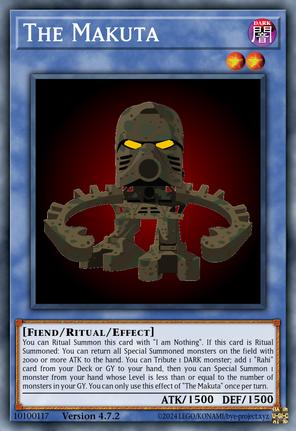 The Makuta
DARK
闇
[Fiend/Ritual/Effect]
You can Ritual Summon this card with "I am Nothing". If this card is Ritual
Summoned: You can return all Special Summoned monsters on the field with
2000 or more ATK to the hand. You can Tribute 1 DARK monster; add 1 "Rahi"
card from your Deck or GY to your hand, then you can Special Summon 1
monster from your hand whose Level is less than or equal to the number of
monsters in your GY. You can only use this effect of "The Makuta" once per turn.
ATK/1500 DEF/1500
10100117 Version 4.7.2 ©2024 LEGO/KONAMI/bye-project.xyz